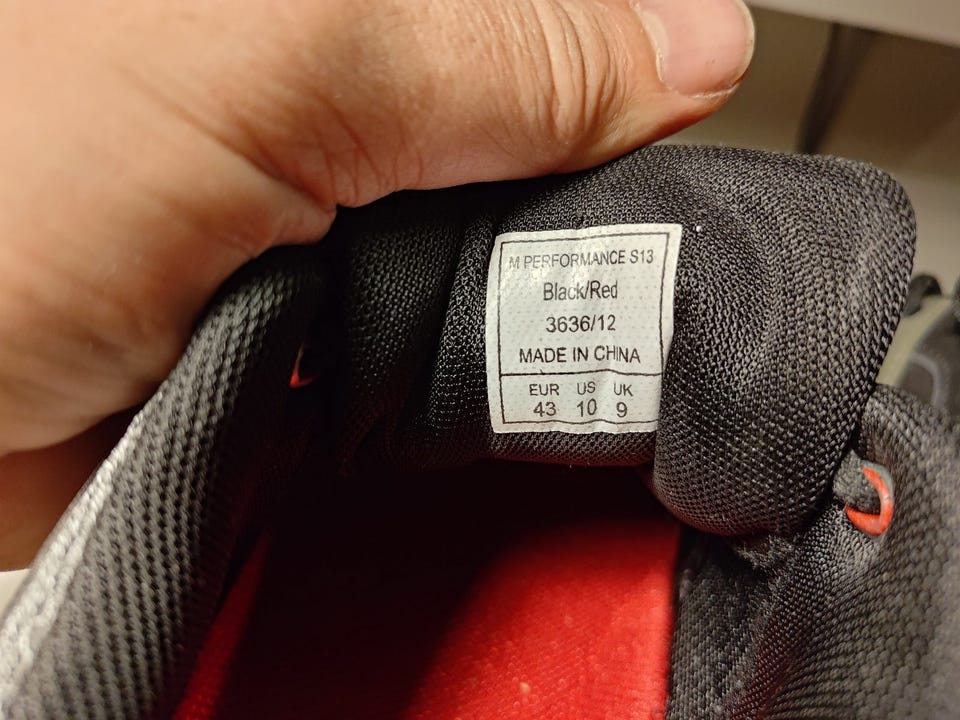 M PERFORMANCE S13
Black/Red
3636/12
MADE IN CHINA
EUR US UK
43 10 9